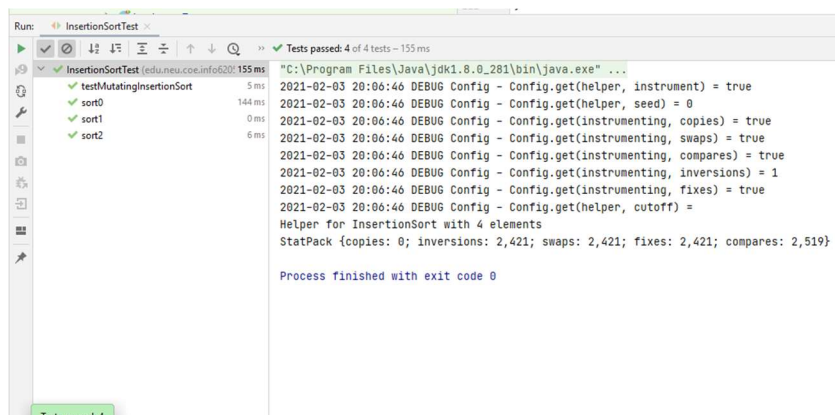 Run: InsertionSortTest ×
» Tests passed: 4 of 4 tests – 155 ms
InsertionSortTest (edu.neu.coe.info620! 155 ms
testMutatingInsertionSort 5 ms
sort0 144 ms
sort1 0 ms
sort2 6 ms
"C:\Program Files\Java\jdk1.8.0_281\bin\java.exe" ...
2021-02-03 20:06:46 DEBUG Config - Config.get(helper, instrument) = true
2021-02-03 20:06:46 DEBUG Config - Config.get(helper, seed) = 0
2021-02-03 20:06:46 DEBUG Config - Config.get(instrumenting, copies) = true
2021-02-03 20:06:46 DEBUG Config - Config.get(instrumenting, swaps) = true
2021-02-03 20:06:46 DEBUG Config - Config.get(instrumenting, compares) = true
2021-02-03 20:06:46 DEBUG Config - Config.get(instrumenting, inversions) = 1
2021-02-03 20:06:46 DEBUG Config - Config.get(instrumenting, fixes) = true
2021-02-03 20:06:46 DEBUG Config - Config.get(helper, cutoff) =
Helper for InsertionSort with 4 elements
StatPack {copies: 0; inversions: 2,421; swaps: 2,421; fixes: 2,421; compares: 2,519}
Process finished with exit code 0